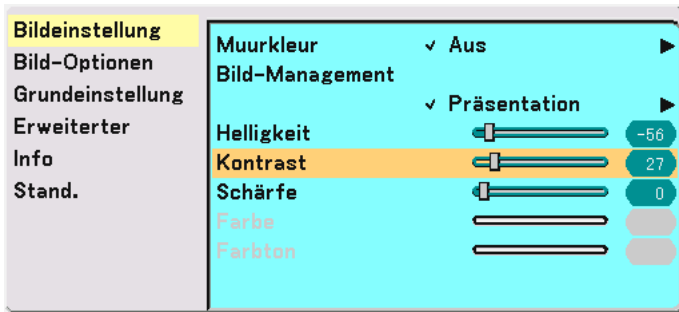 Bildeinstellung
Bild-Optionen
Grundeinstellung
Erweiterter
Info
Stand.
Muurkleur ✓ Aus ▶
Bild-Management
✓ Präsentation ▶
Helligkeit -56
Kontrast 27
Schärfe 0
Farbe
Farbton